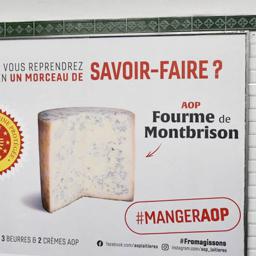 VOUS REPRENDREZ
EN UN MORCEAU DE SAVOIR-FAIRE ?
AOP
Fourme de
Montbrison
#MANGERAOP
#Fromagissons
3 BEURRES & 2 CRÈMES AOP
facebook.com/aoplaitieres
instagram.com/aop_laitieres